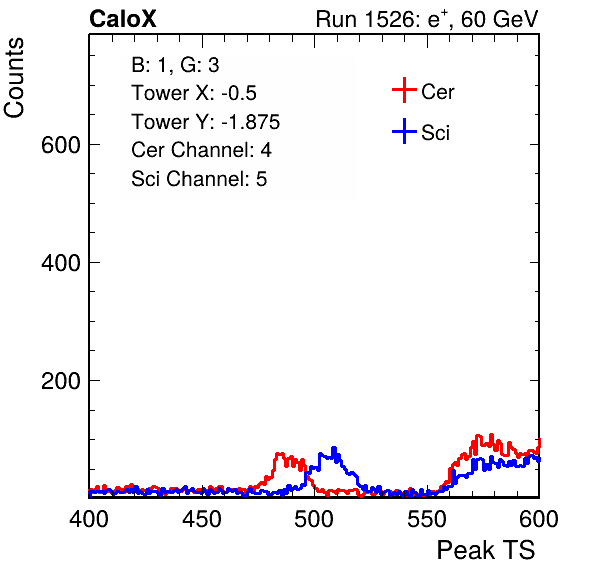 CaloX Run 1526: e⁺, 60 GeV
Counts
B: 1, G: 3
Tower X: -0.5
Tower Y: -1.875
Cer Channel: 4
Sci Channel: 5
Cer
Sci
600
400
200
400 450 500 550 600
Peak TS